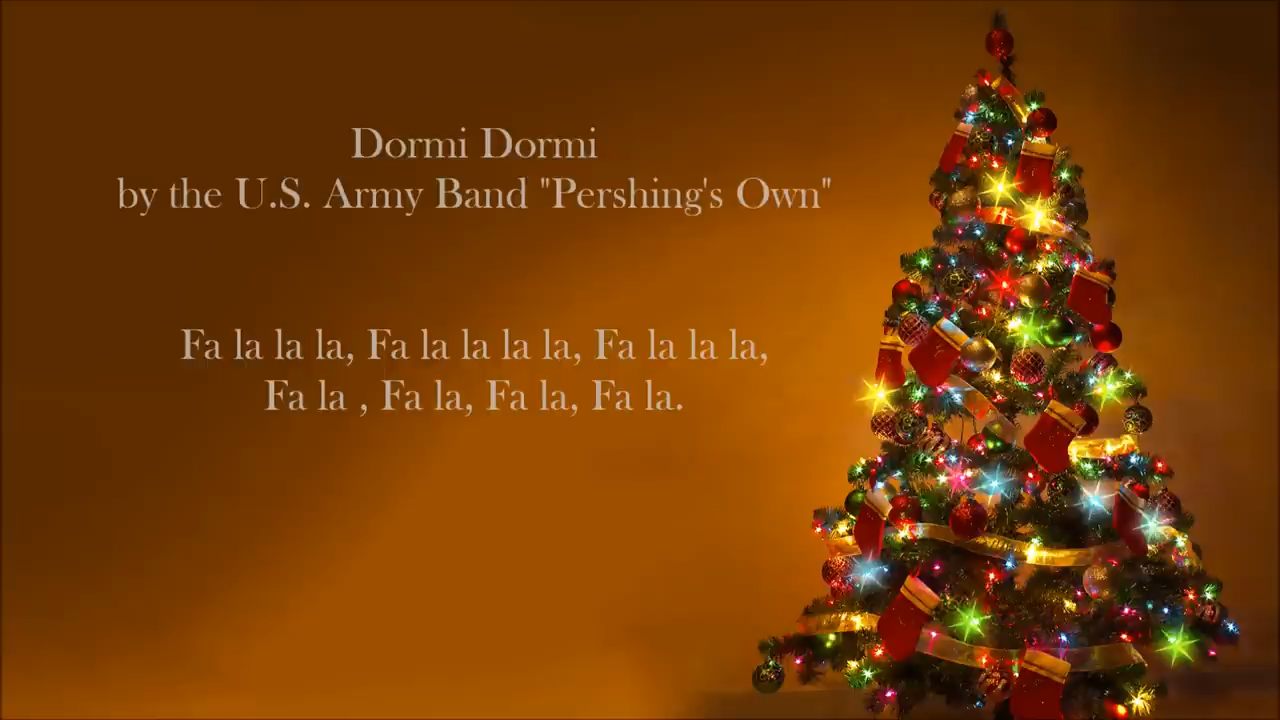 Dormi Dormi
by the U.S. Army Band "Pershing's Own"
Fa la la la, Fa la la la la, Fa la la la,
Fa la , Fa la, Fa la, Fa la.